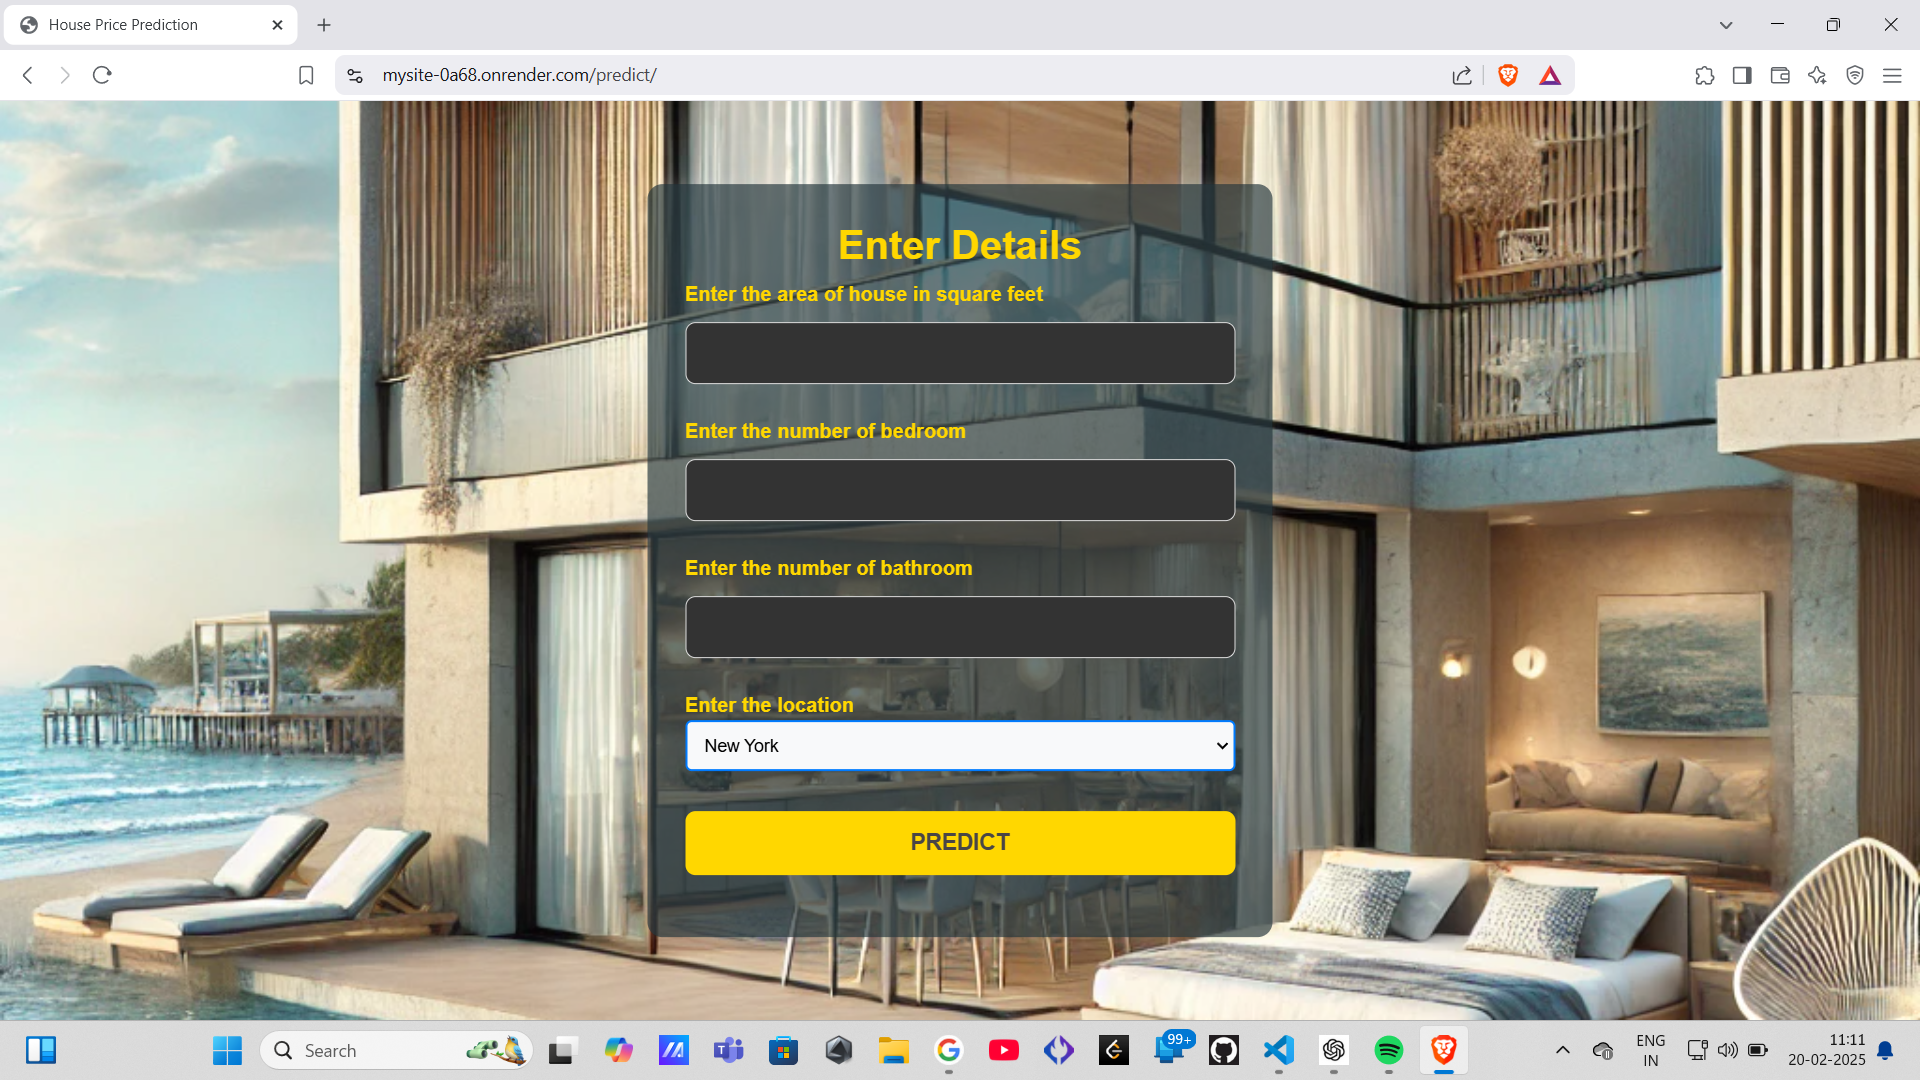 House Price Prediction
mysite-0a68.onrender.com/predict/
Enter Details
Enter the area of house in square feet
Enter the number of bedroom
Enter the number of bathroom
Enter the location
New York
PREDICT
Search
99+
ENG
IN
11:11
20-02-2025